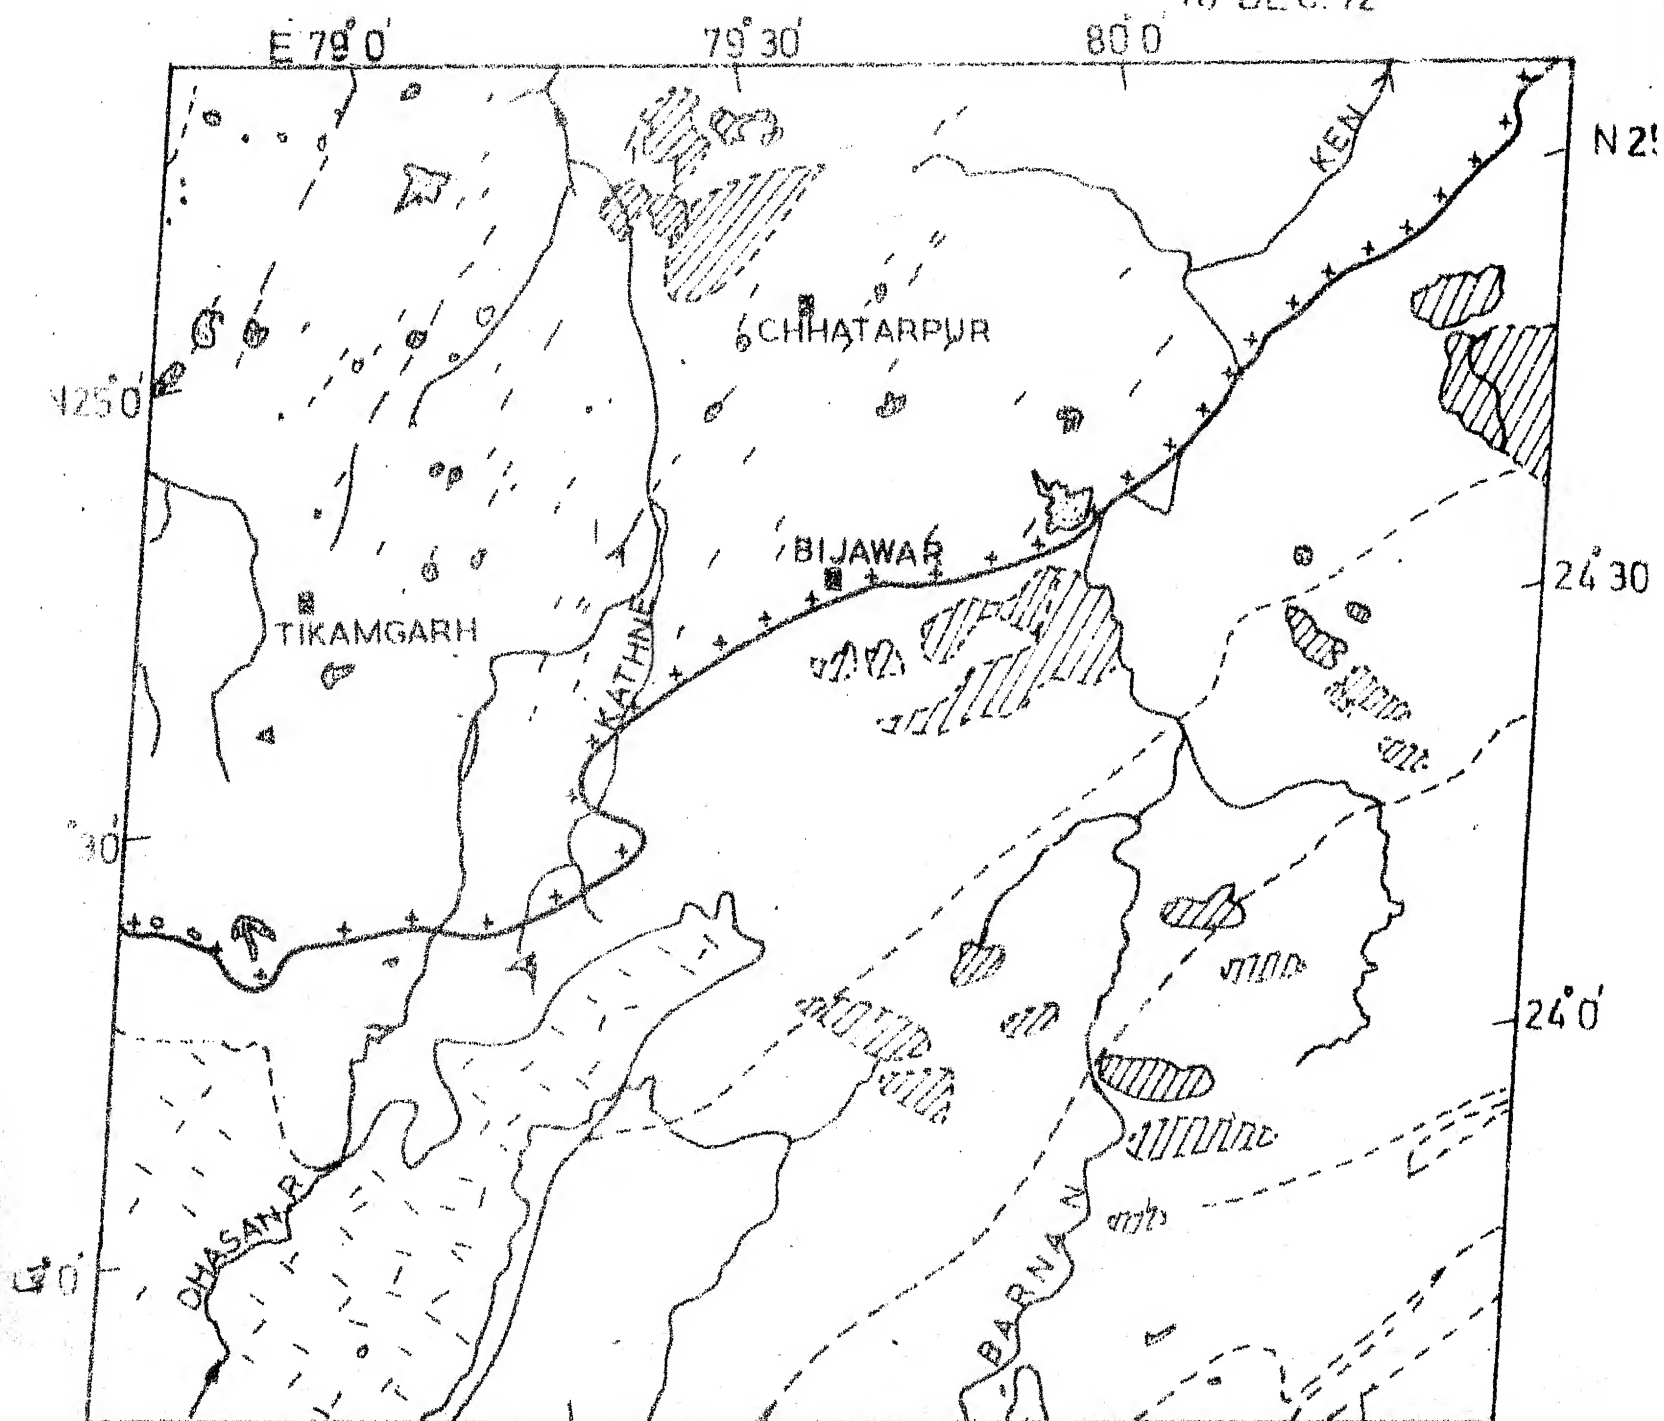 E 79°0'
79°30'
80°0'
KEN
N 25
CHHATARPUR
N25°0'
BIJAWAR
24°30
TIKAMGARH
KATHNE
°30'
24°0'
DHASAN R
BARNA N